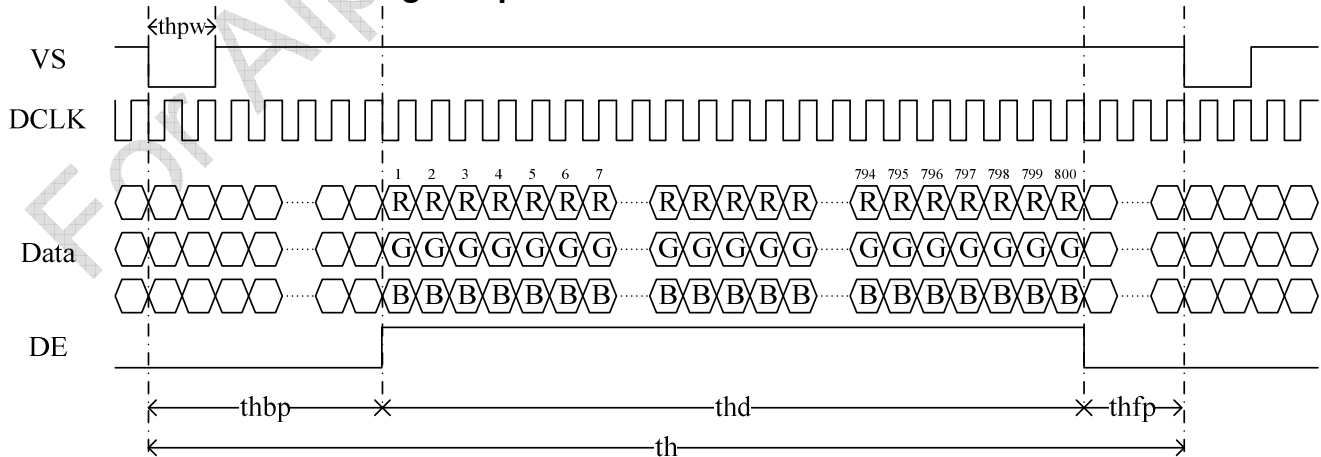 thpw
VS
DCLK
1 2 3 4 5 6 7 794 795 796 797 798 799 800
R R R R R R R R R R R R R R R R R R R
Data
G G G G G G G G G G G G G G G G G G G
B B B B B B B B B B B B B B B B B B B
DE
thbp thd thfp
th
For